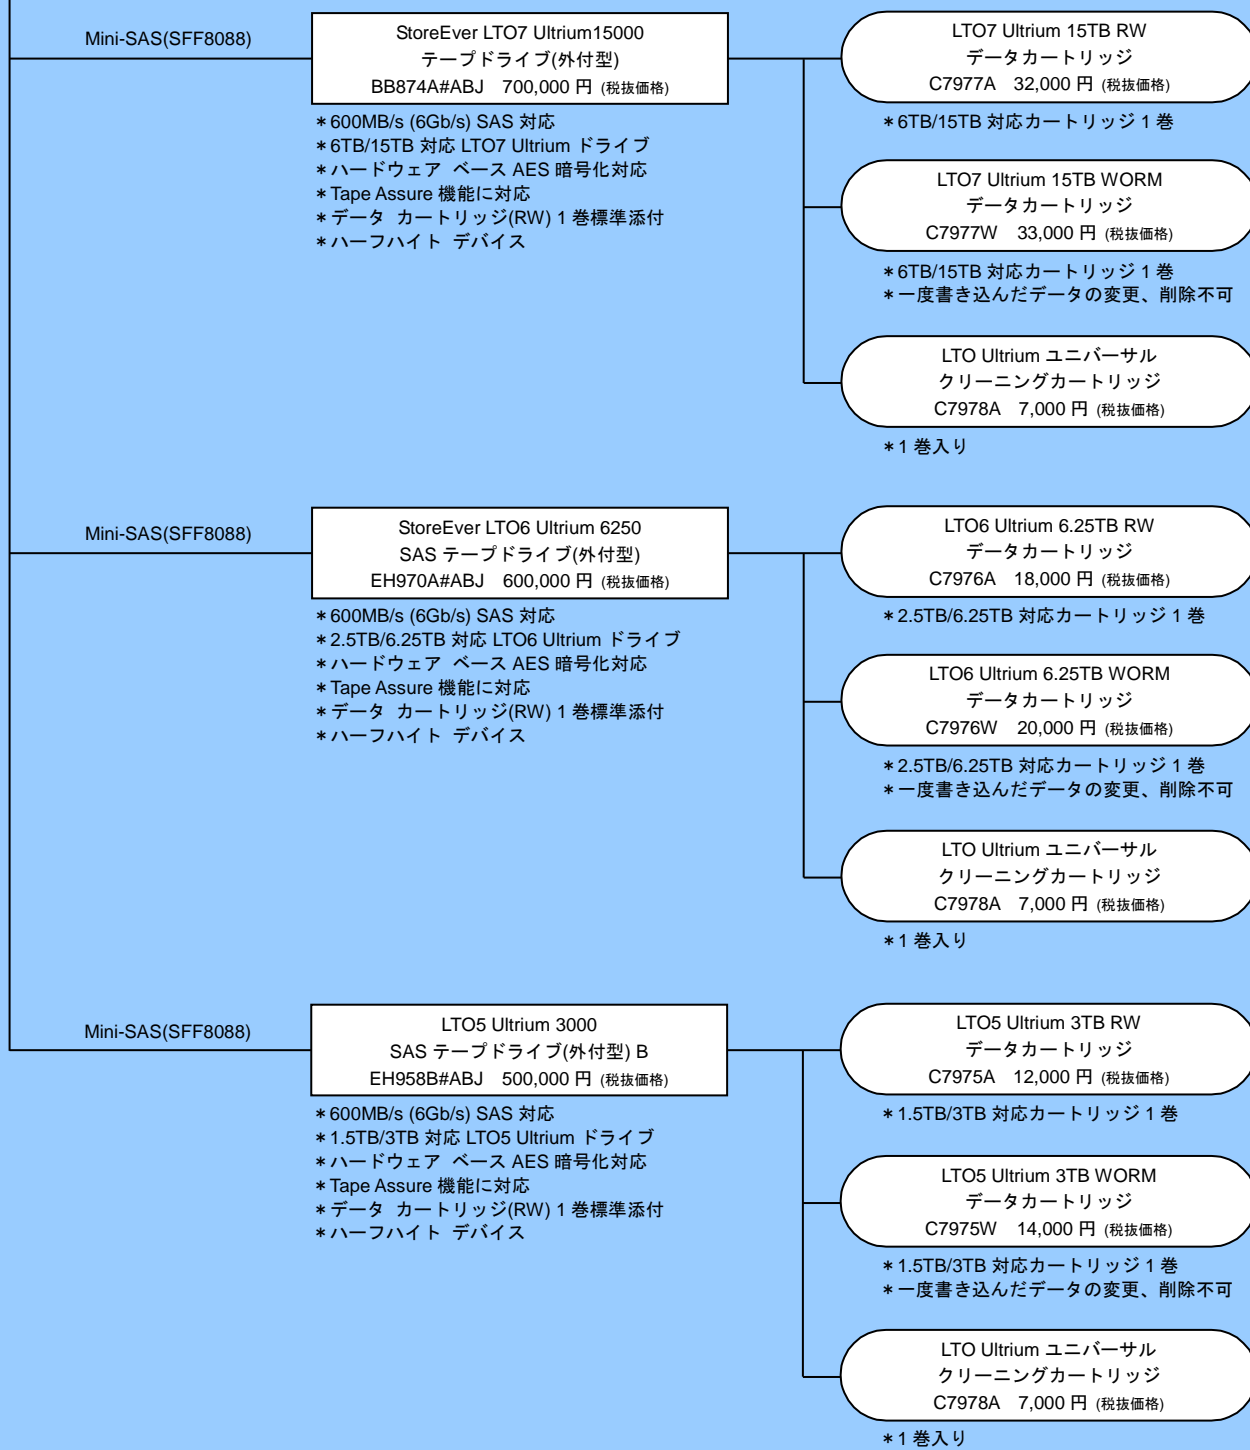 Mini-SAS(SFF8088)
StoreEver LTO7 Ultrium15000
テープドライブ(外付型)
BB874A#ABJ 700,000 円 (税抜価格)
＊600MB/s (6Gb/s) SAS 対応
＊6TB/15TB 対応 LTO7 Ultrium ドライブ
＊ハードウェア ベース AES 暗号化対応
＊Tape Assure 機能に対応
＊データ カートリッジ(RW) 1 巻標準添付
＊ハーフハイト デバイス
LTO7 Ultrium 15TB RW
データカートリッジ
C7977A 32,000 円 (税抜価格)
＊6TB/15TB 対応カートリッジ 1 巻
LTO7 Ultrium 15TB WORM
データカートリッジ
C7977W 33,000 円 (税抜価格)
＊6TB/15TB 対応カートリッジ 1 巻
＊一度書き込んだデータの変更、削除不可
LTO Ultrium ユニバーサル
クリーニングカートリッジ
C7978A 7,000 円 (税抜価格)
＊1 巻入り
Mini-SAS(SFF8088)
StoreEver LTO6 Ultrium 6250
SAS テープドライブ(外付型)
EH970A#ABJ 600,000 円 (税抜価格)
＊600MB/s (6Gb/s) SAS 対応
＊2.5TB/6.25TB 対応 LTO6 Ultrium ドライブ
＊ハードウェア ベース AES 暗号化対応
＊Tape Assure 機能に対応
＊データ カートリッジ(RW) 1 巻標準添付
＊ハーフハイト デバイス
LTO6 Ultrium 6.25TB RW
データカートリッジ
C7976A 18,000 円 (税抜価格)
＊2.5TB/6.25TB 対応カートリッジ 1 巻
LTO6 Ultrium 6.25TB WORM
データカートリッジ
C7976W 20,000 円 (税抜価格)
＊2.5TB/6.25TB 対応カートリッジ 1 巻
＊一度書き込んだデータの変更、削除不可
LTO Ultrium ユニバーサル
クリーニングカートリッジ
C7978A 7,000 円 (税抜価格)
＊1 巻入り
Mini-SAS(SFF8088)
LTO5 Ultrium 3000
SAS テープドライブ(外付型) B
EH958B#ABJ 500,000 円 (税抜価格)
＊600MB/s (6Gb/s) SAS 対応
＊1.5TB/3TB 対応 LTO5 Ultrium ドライブ
＊ハードウェア ベース AES 暗号化対応
＊Tape Assure 機能に対応
＊データ カートリッジ(RW) 1 巻標準添付
＊ハーフハイト デバイス
LTO5 Ultrium 3TB RW
データカートリッジ
C7975A 12,000 円 (税抜価格)
＊1.5TB/3TB 対応カートリッジ 1 巻
LTO5 Ultrium 3TB WORM
データカートリッジ
C7975W 14,000 円 (税抜価格)
＊1.5TB/3TB 対応カートリッジ 1 巻
＊一度書き込んだデータの変更、削除不可
LTO Ultrium ユニバーサル
クリーニングカートリッジ
C7978A 7,000 円 (税抜価格)
＊1 巻入り